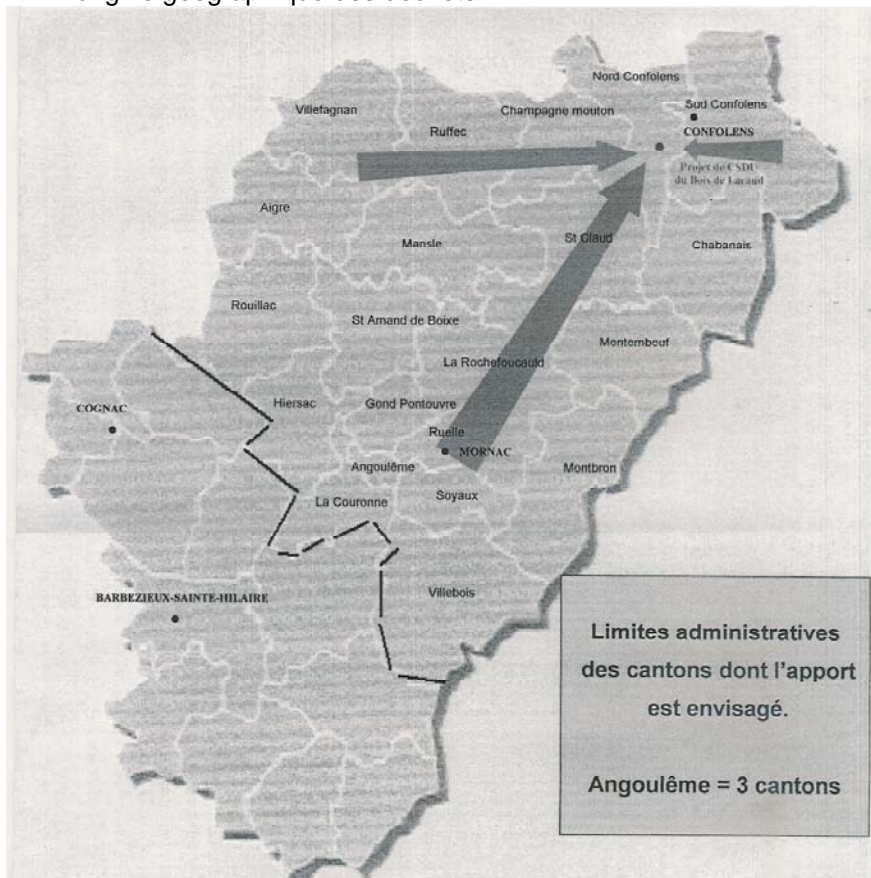 Nord Confolens
Villefagnan
Champagne mouton
Sud Confolens
Ruffec
CONFOLENS
Projet de CSDU
du Bois de Lavaud
Aigre
Mansle
St Claud
Chabanais
Rouillac
St Amand de Boixe
Montembœuf
La Rochefoucauld
COGNAC
Hiersac
Gond Pontouvre
Ruelle
MORNAC
Angoulême
Montbron
Soyaux
La Couronne
BARBEZIEUX-SAINTE-HILAIRE
Villebois
Limites administratives
des cantons dont l'apport
est envisagé.
Angoulême = 3 cantons